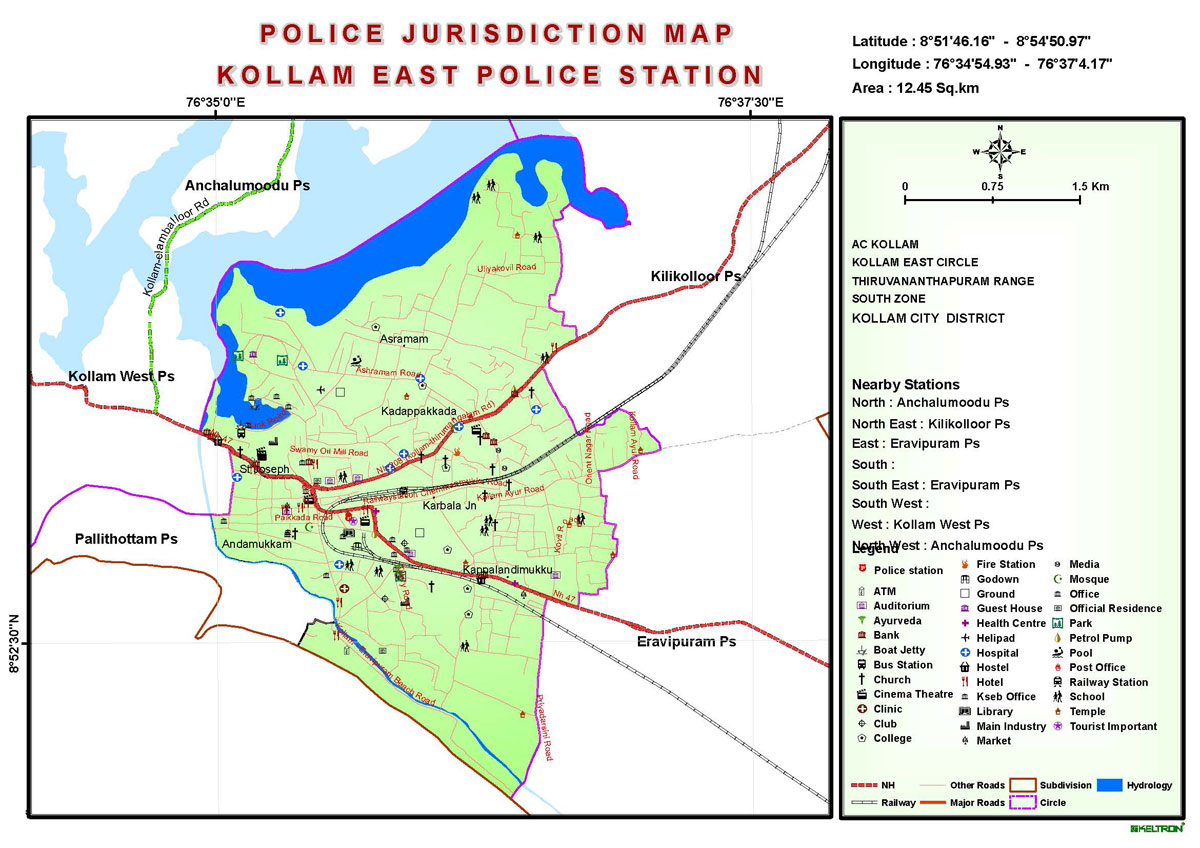 POLICE JURISDICTION MAP
KOLLAM EAST POLICE STATION
Latitude : 8°51'46.16" - 8°54'50.97"
Longitude : 76°34'54.93" - 76°37'4.17"
Area : 12.45 Sq.km
76°35'0"E
76°37'30"E
8°52'30"N
Anchalumoodu Ps
Kollam-elamballoor Rd
Uliyakovil Road
Kilikolloor Ps
Asramam
Ashramam Road
Kollam West Ps
Kadappakkada
Nh 47
Swamy Oil Mill Road
St Joseph
Orient Nagar Road
Kollam Ayur Road
Kollam Ayur Road
Karbala Jn
Paikkada Road
Andamukkam
Pallithottam Ps
Kappalandimukku
Nh 47
Eravipuram Ps
Beach Road
Priyadarsini Road
N
W
E
S
0
0.75
1.5 Km
AC KOLLAM
KOLLAM EAST CIRCLE
THIRUVANANTHAPURAM RANGE
SOUTH ZONE
KOLLAM CITY DISTRICT
Nearby Stations
North : Anchalumoodu Ps
North East : Kilikolloor Ps
East : Eravipuram Ps
South :
South East : Eravipuram Ps
South West :
West : Kollam West Ps
North West : Anchalumoodu Ps
Legend
Police station
ATM
Auditorium
Ayurveda
Bank
Boat Jetty
Bus Station
Church
Cinema Theatre
Clinic
Club
College
Fire Station
Godown
Ground
Guest House
Health Centre
Helipad
Hospital
Hostel
Hotel
Kseb Office
Library
Main Industry
Market
Media
Mosque
Office
Official Residence
Park
Petrol Pump
Pool
Post Office
Railway Station
School
Temple
Tourist Important
NH
Other Roads
Subdivision
Hydrology
Railway
Major Roads
Circle
KELTRON